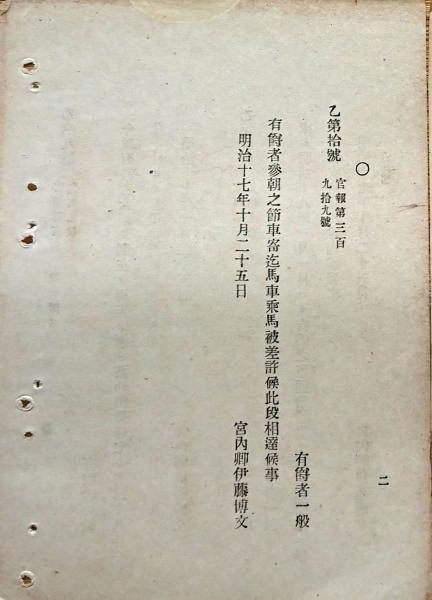 二
○
乙第拾號
官報第三百
九拾九號
有爵者一般
有爵者參朝之節車寄迄馬車乘馬被差許候此段相達候事
明治十七年十月二十五日
宮內卿伊藤博文